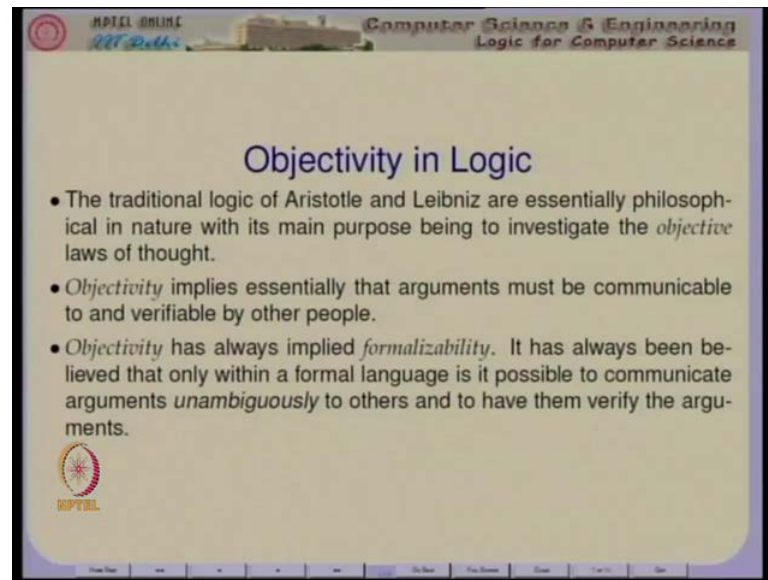 NPTEL ONLINE
IIT Delhi
Computer Science & Engineering
Logic for Computer Science
Objectivity in Logic
• The traditional logic of Aristotle and Leibniz are essentially philosoph-
ical in nature with its main purpose being to investigate the objective
laws of thought.
• Objectivity implies essentially that arguments must be communicable
to and verifiable by other people.
• Objectivity has always implied formalizability. It has always been be-
lieved that only within a formal language is it possible to communicate
arguments unambiguously to others and to have them verify the argu-
ments.
NPTEL